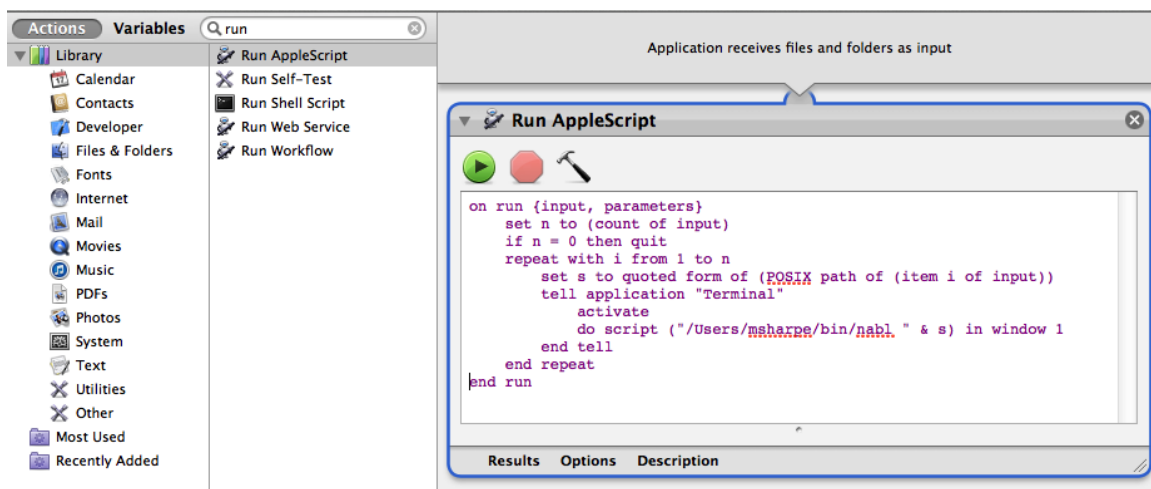 Actions Variables run
Library
Calendar
Contacts
Developer
Files & Folders
Fonts
Internet
Mail
Movies
Music
PDFs
Photos
System
Text
Utilities
Other
Most Used
Recently Added
Run AppleScript
Run Self-Test
Run Shell Script
Run Web Service
Run Workflow
Application receives files and folders as input
Run AppleScript
on run {input, parameters}
    set n to (count of input)
    if n = 0 then quit
    repeat with i from 1 to n
        set s to quoted form of (POSIX path of (item i of input))
        tell application "Terminal"
            activate
            do script ("/Users/msharpe/bin/nabl " & s) in window 1
        end tell
    end repeat
end run
Results Options Description